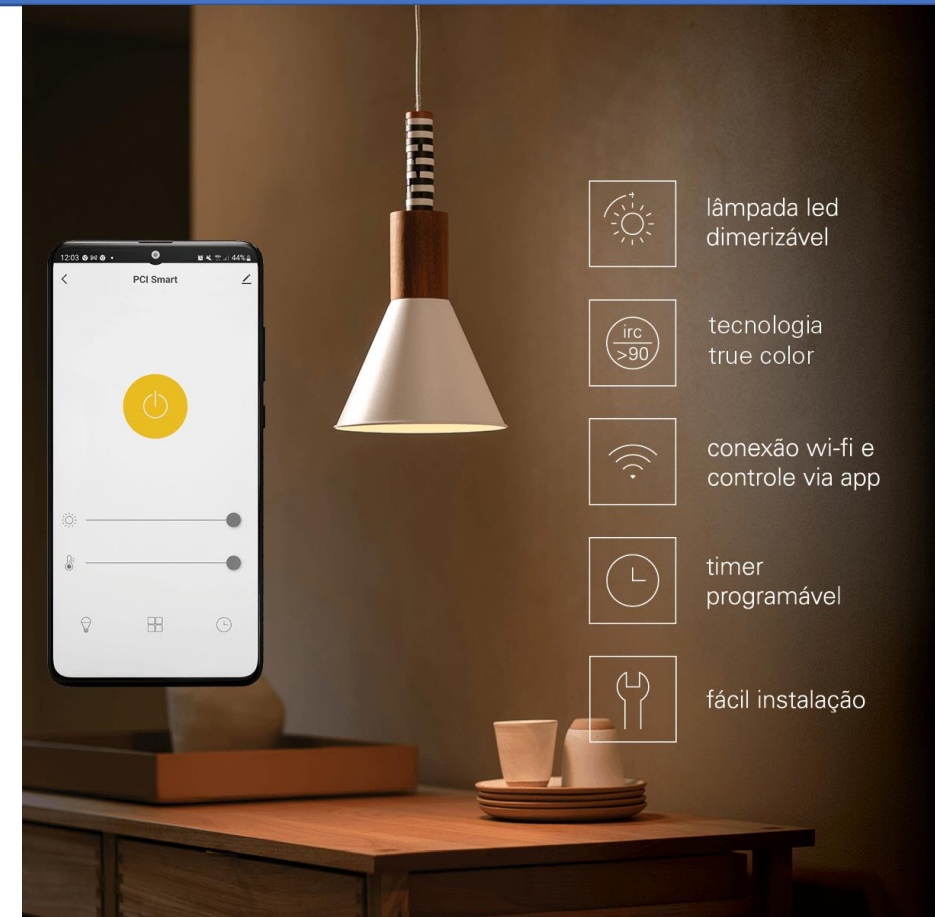 12:03
44%
PCI Smart
lâmpada led
dimerizável
irc
>90
tecnologia
true color
conexão wi-fi e
controle via app
timer
programável
fácil instalação